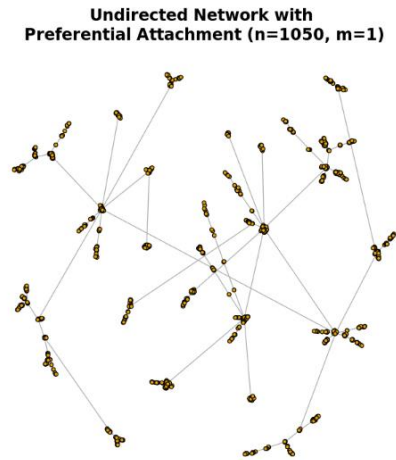 Undirected Network with
Preferential Attachment (n=1050, m=1)